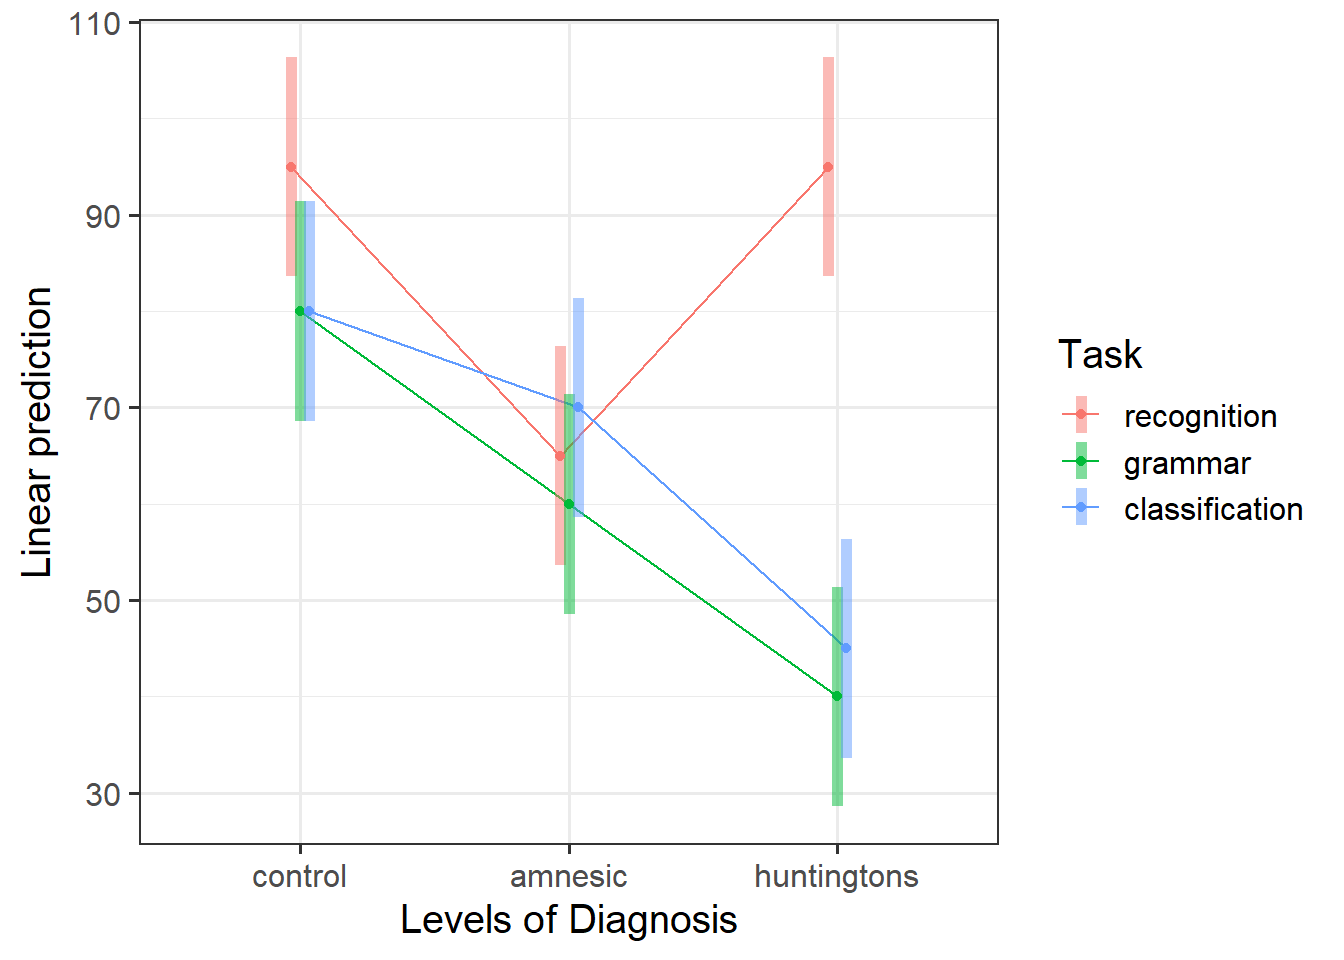 110
90
70
50
30
Linear prediction
control amnesic huntingtons
Levels of Diagnosis
Task
recognition
grammar
classification